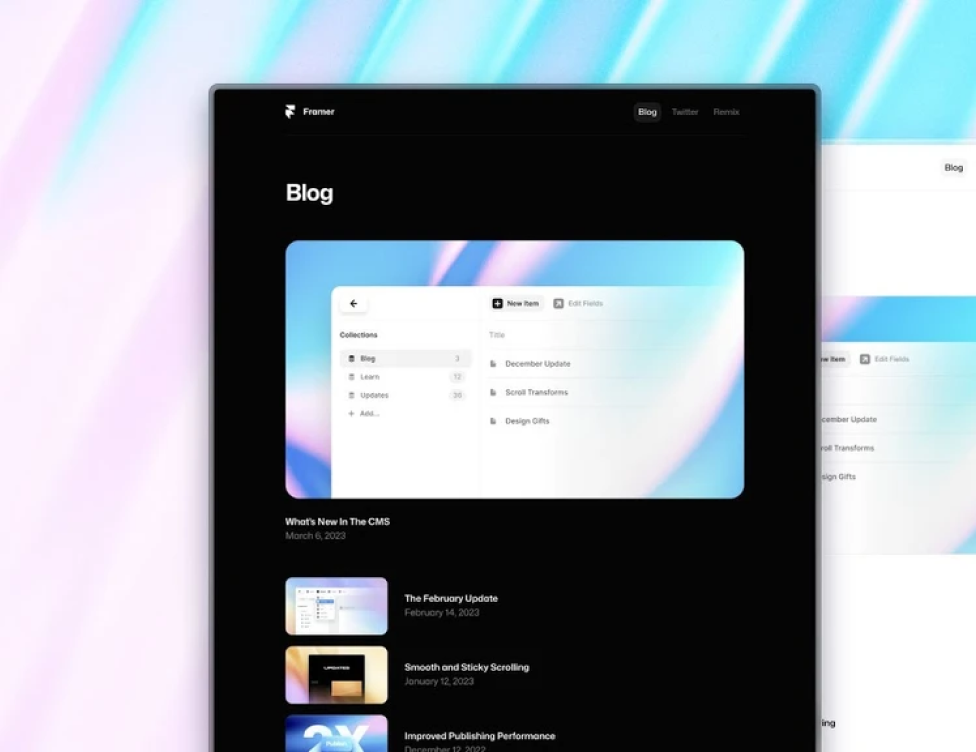 Framer
Blog Twitter Remix
Blog
New Item Edit Fields
Collections
Title
Blog 3
Learn 12
Updates
Add...
December Update
Scroll Transforms
Design Gifts
What's New In The CMS
March 6, 2023
The February Update
February 14, 2023
UPDATES
Smooth and Sticky Scrolling
January 12, 2023
2X
Publish
Improved Publishing Performance
December 12, 2022
Blog
ew Item Edit Fields
cember Update
roll Transforms
sign Gifts
ing